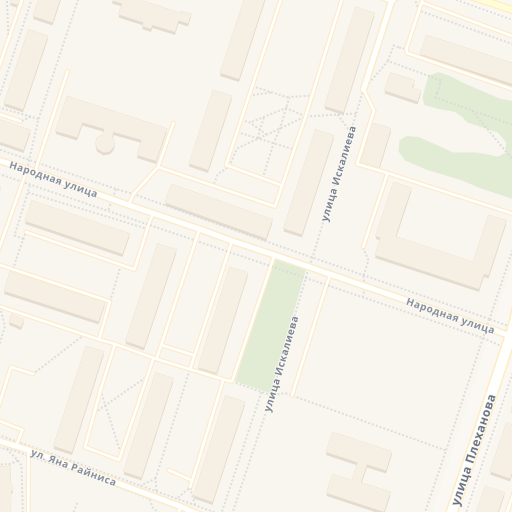 Народная улица
улица Искалиева
Народная улица
улица Искалиева
улица Плеханова
ул. Яна Райниса